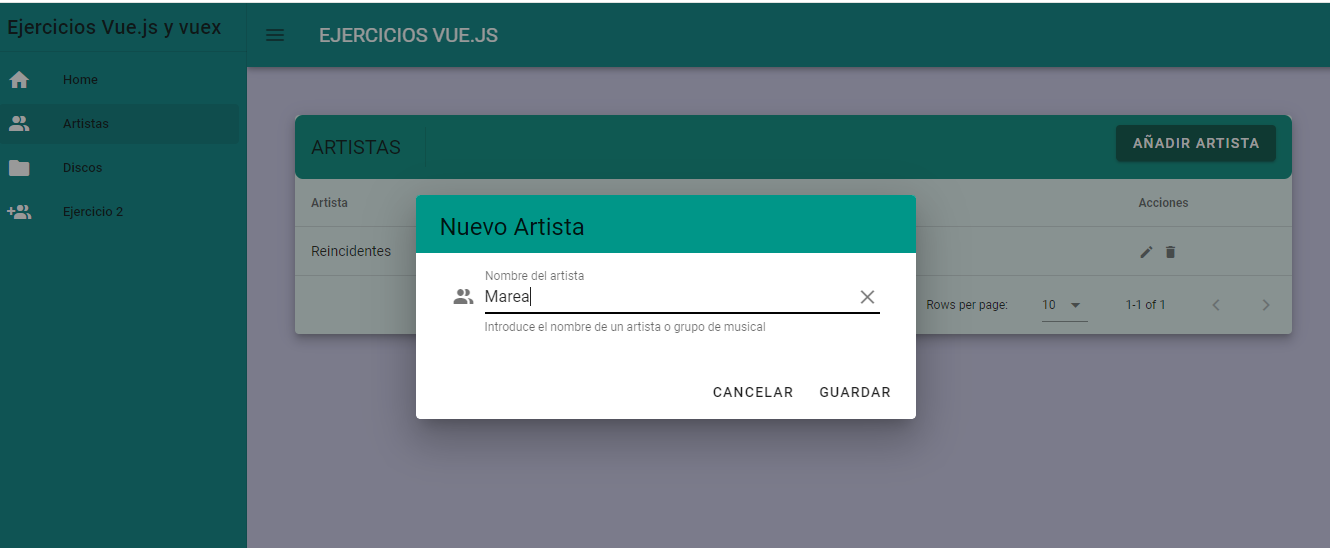 Ejercicios Vue.js y vuex
EJERCICIOS VUE.JS
Home
Artistas
Discos
Ejercicio 2
ARTISTAS
AÑADIR ARTISTA
Artista
Acciones
Reincidentes
Rows per page:
10
1-1 of 1
Nuevo Artista
Nombre del artista
Marea
Introduce el nombre de un artista o grupo de musical
CANCELAR
GUARDAR